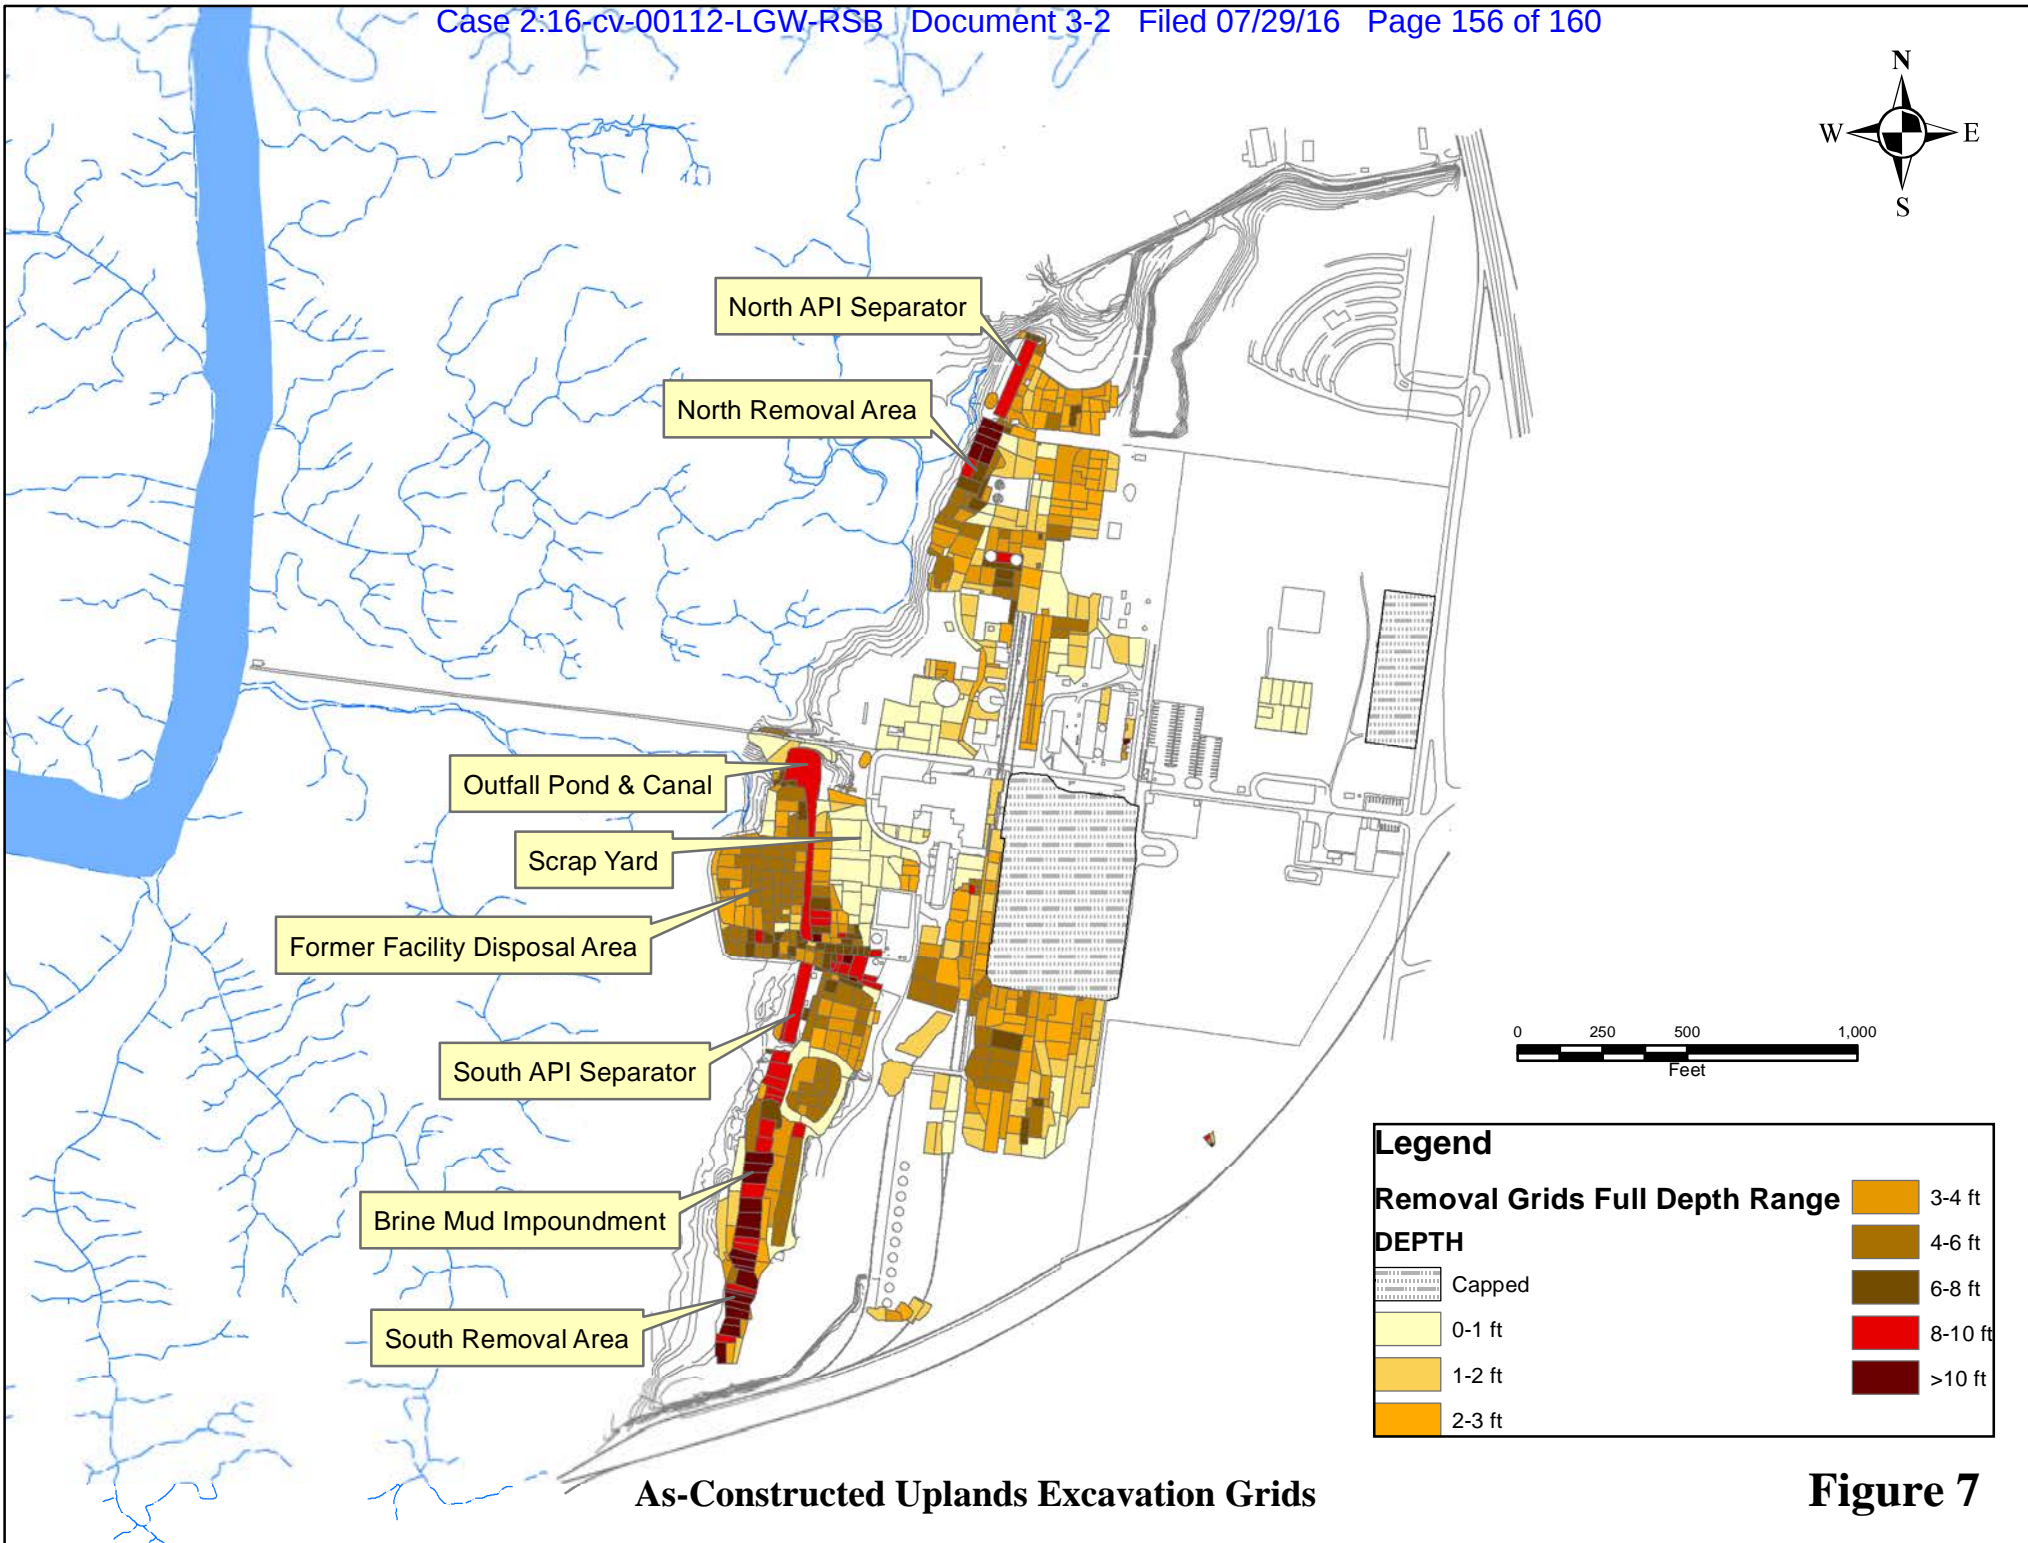 Case 2:16-cv-00112-LGW-RSB Document 3-2 Filed 07/29/16 Page 156 of 160
N
W E
S
North API Separator
North Removal Area
Outfall Pond & Canal
Scrap Yard
Former Facility Disposal Area
South API Separator
Brine Mud Impoundment
South Removal Area
0 250 500 1,000
Feet
Legend
Removal Grids Full Depth Range
DEPTH
Capped
0-1 ft
1-2 ft
2-3 ft
3-4 ft
4-6 ft
6-8 ft
8-10 ft
>10 ft
As-Constructed Uplands Excavation Grids
Figure 7